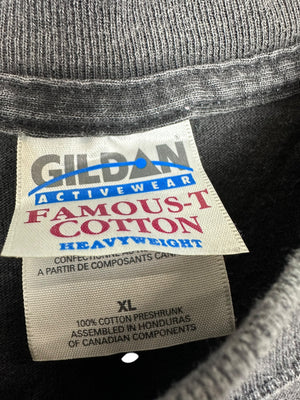 GILDAN
ACTIVEWEAR
FAMOUS-T
COTTON
HEAVYWEIGHT
A PARTIR DE COMPOSANTS CAN
XL
100% COTTON PRESHRUNK
ASSEMBLED IN HONDURAS
OF CANADIAN COMPONENTS